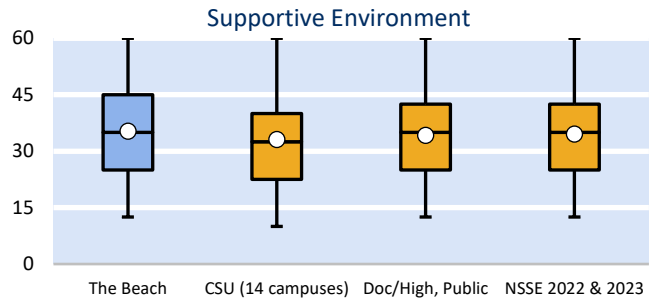 Supportive Environment
60
45
30
15
0
The Beach
CSU (14 campuses)
Doc/High, Public
NSSE 2022 & 2023